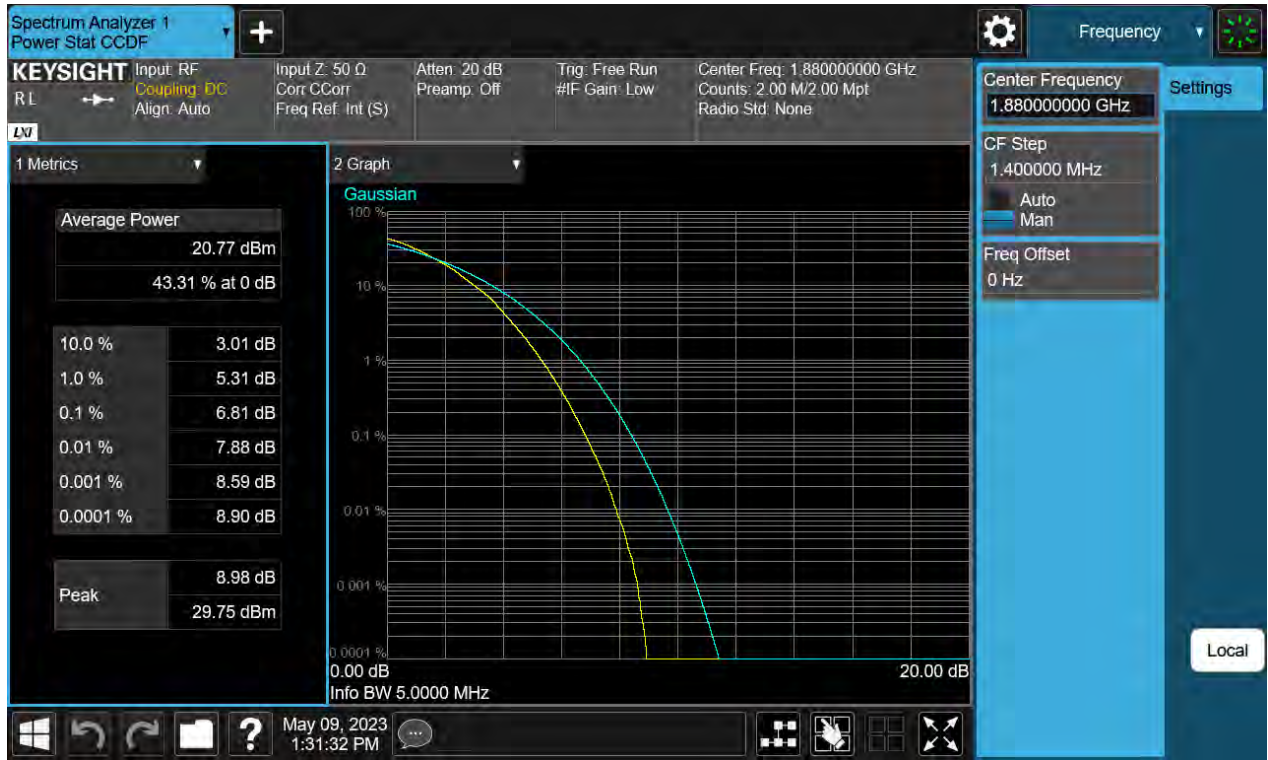 Spectrum Analyzer 1
Power Stat CCDF
+
Frequency
KEYSIGHT
RL
LXI
Input: RF
Coupling: DC
Align: Auto
Input Z: 50 Ω
Corr CCorr
Freq Ref: Int (S)
Atten: 20 dB
Preamp: Off
Trig: Free Run
#IF Gain: Low
Center Freq: 1.880000000 GHz
Counts: 2.00 M/2.00 Mpt
Radio Std: None
Center Frequency
1.880000000 GHz
Settings
CF Step
1.400000 MHz
Auto
Man
Freq Offset
0 Hz
1 Metrics
Average Power
20.77 dBm
43.31 % at 0 dB
10.0 % 3.01 dB
1.0 % 5.31 dB
0.1 % 6.81 dB
0.01 % 7.88 dB
0.001 % 8.59 dB
0.0001 % 8.90 dB
Peak
8.98 dB
29.75 dBm
2 Graph
Gaussian
100 %
10 %
1 %
0.1 %
0.01 %
0.001 %
0.0001 %
0.00 dB 20.00 dB
Info BW 5.0000 MHz
Local
?
May 09, 2023
1:31:32 PM